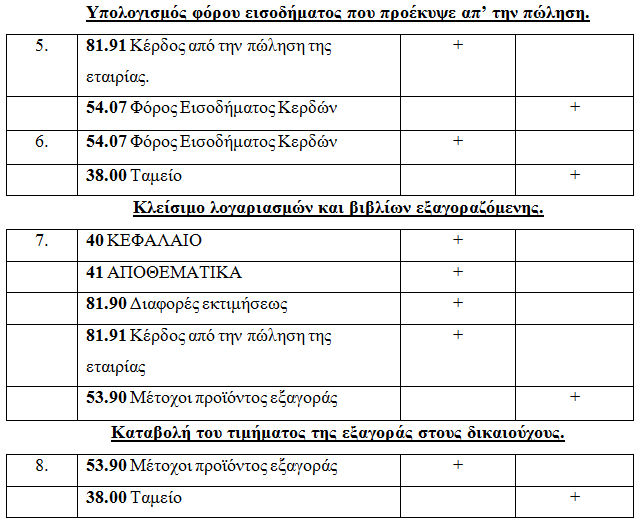 Υπολογισμός φόρου εισοδήματος που προέκυψε απ’ την πώληση.
5. 81.91 Κέρδος από την πώληση της +
εταιρίας.
54.07 Φόρος Εισοδήματος Κερδών +
6. 54.07 Φόρος Εισοδήματος Κερδών +
38.00 Ταμείο +
Κλείσιμο λογαριασμών και βιβλίων εξαγοραζόμενης.
7. 40 ΚΕΦΑΛΑΙΟ +
41 ΑΠΟΘΕΜΑΤΙΚΑ +
81.90 Διαφορές εκτιμήσεως +
81.91 Κέρδος από την πώληση της +
εταιρίας
53.90 Μέτοχοι προϊόντος εξαγοράς +
Καταβολή του τιμήματος της εξαγοράς στους δικαιούχους.
8. 53.90 Μέτοχοι προϊόντος εξαγοράς +
38.00 Ταμείο +